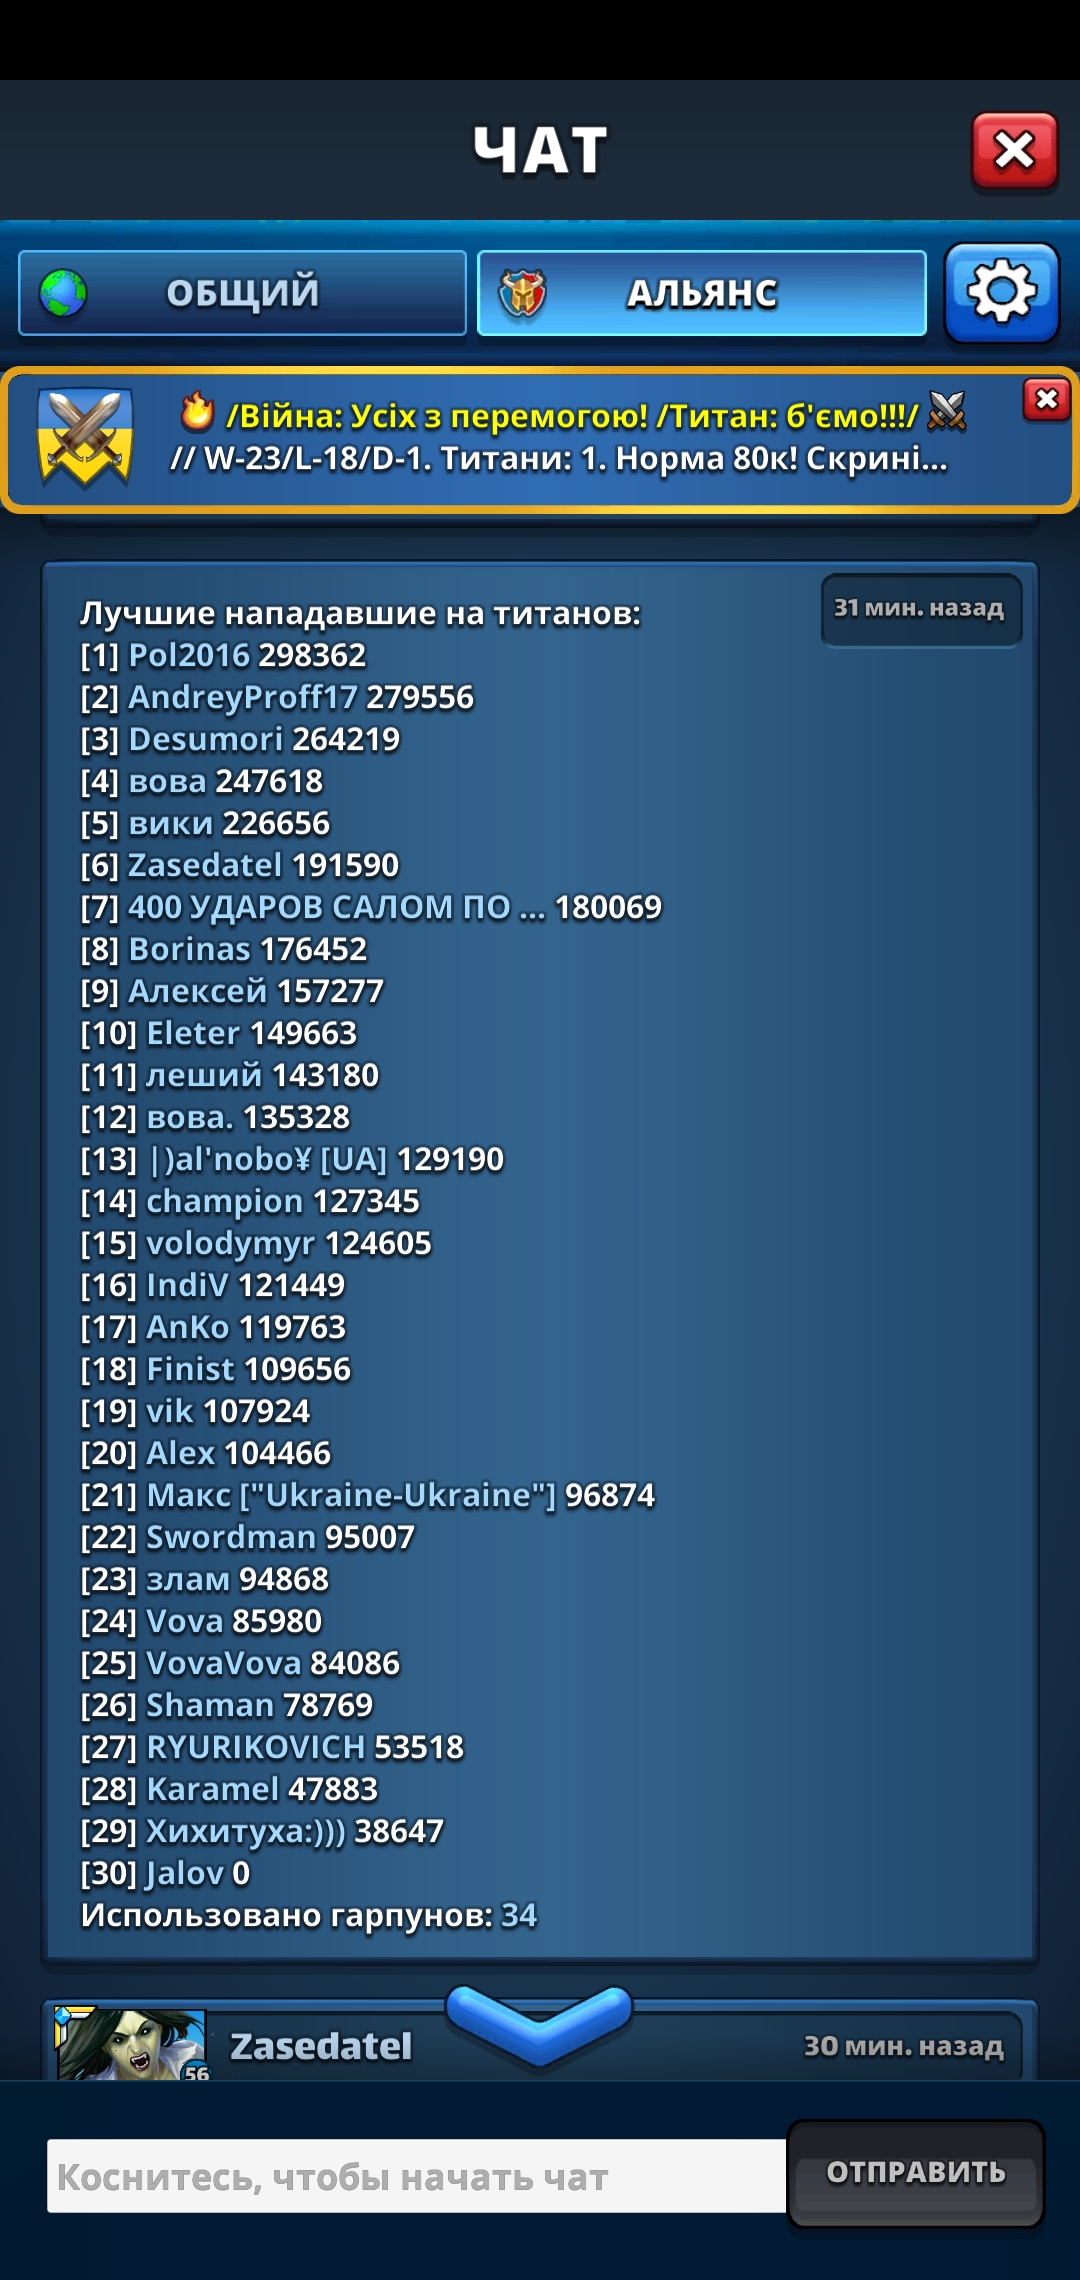 ЧАТ
ОБЩИЙ
АЛЬЯНС
/Війна: Усіх з перемогою! /Титан: б'ємо!!!/
// W-23/L-18/D-1. Титани: 1. Норма 80к! Скрині...
31 мин. назад
Лучшие нападавшие на титанов:
[1] Pol2016 298362
[2] AndreyProff17 279556
[3] Desumori 264219
[4] вова 247618
[5] вики 226656
[6] Zasedatel 191590
[7] 400 УДАРОВ САЛОМ ПО ... 180069
[8] Borinas 176452
[9] Алексей 157277
[10] Eleter 149663
[11] леший 143180
[12] вова. 135328
[13] |)al'nobo¥ [UA] 129190
[14] champion 127345
[15] volodymyr 124605
[16] IndiV 121449
[17] AnKo 119763
[18] Finist 109656
[19] vik 107924
[20] Alex 104466
[21] Макс ["Ukraine-Ukraine"] 96874
[22] Swordman 95007
[23] злам 94868
[24] Vova 85980
[25] VovaVova 84086
[26] Shaman 78769
[27] RYURIKOVICH 53518
[28] Karamel 47883
[29] Хихитуха:))) 38647
[30] Jalov 0
Использовано гарпунов: 34
Zasedatel
30 мин. назад
56
Коснитесь, чтобы начать чат
ОТПРАВИТЬ